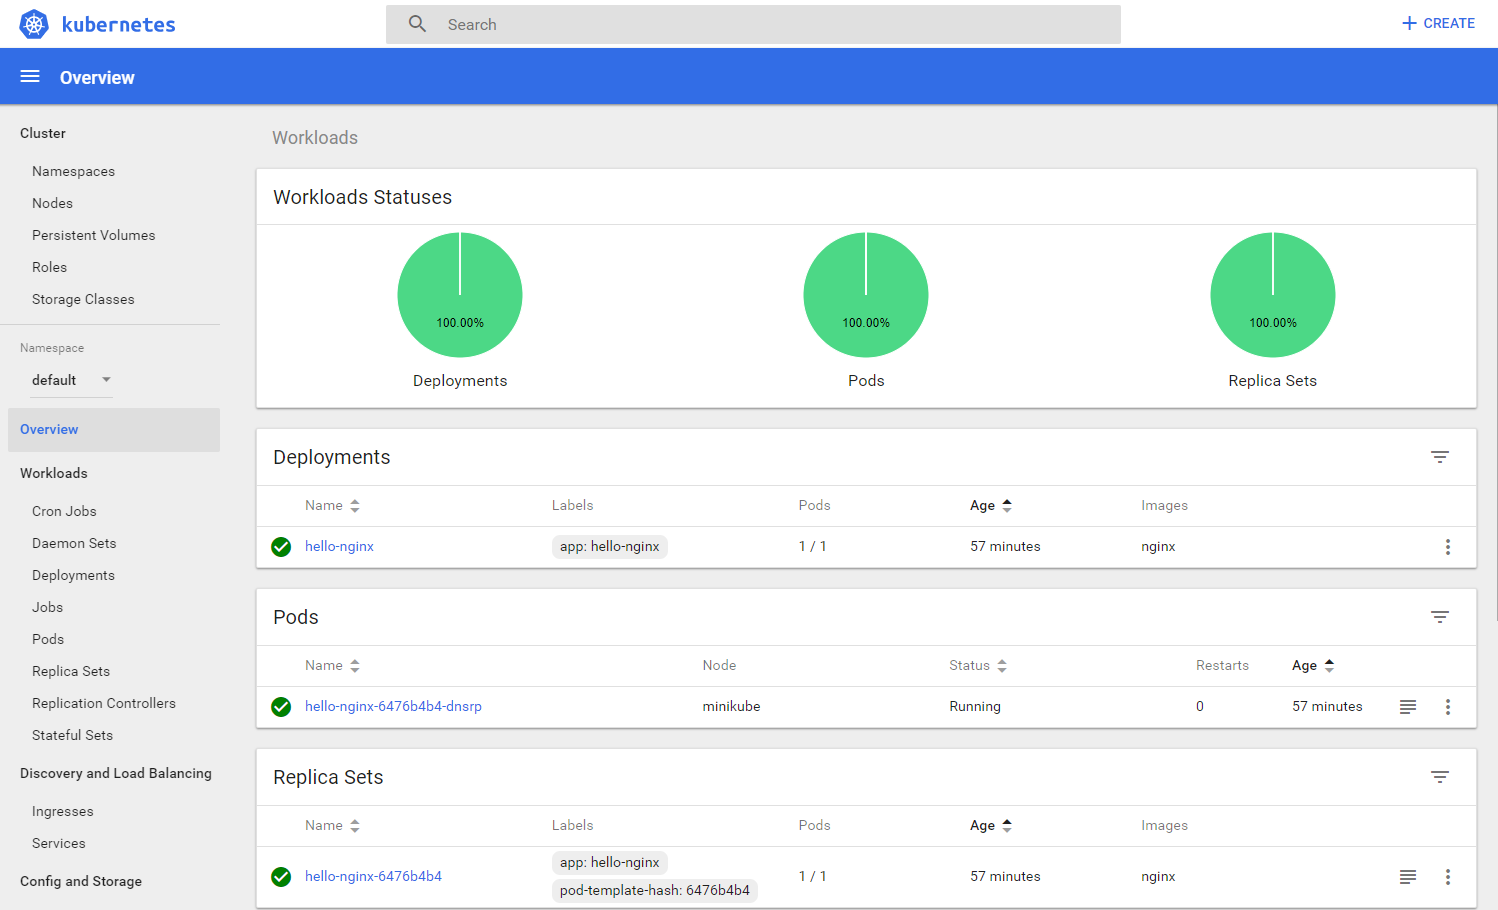 kubernetes
Search
CREATE
Overview
Cluster
Namespaces
Nodes
Persistent Volumes
Roles
Storage Classes
Namespace
default
Overview
Workloads
Cron Jobs
Daemon Sets
Deployments
Jobs
Pods
Replica Sets
Replication Controllers
Stateful Sets
Discovery and Load Balancing
Ingresses
Services
Config and Storage
Workloads
Workloads Statuses
100.00% 100.00% 100.00%
Deployments Pods Replica Sets
Deployments
Name Labels Pods Age Images
hello-nginx app: hello-nginx 1 / 1 57 minutes nginx
Pods
Name Node Status Restarts Age
hello-nginx-6476b4b4-dnsrp minikube Running 0 57 minutes
Replica Sets
Name Labels Pods Age Images
hello-nginx-6476b4b4 app: hello-nginx 1 / 1 57 minutes nginx
pod-template-hash: 6476b4b4